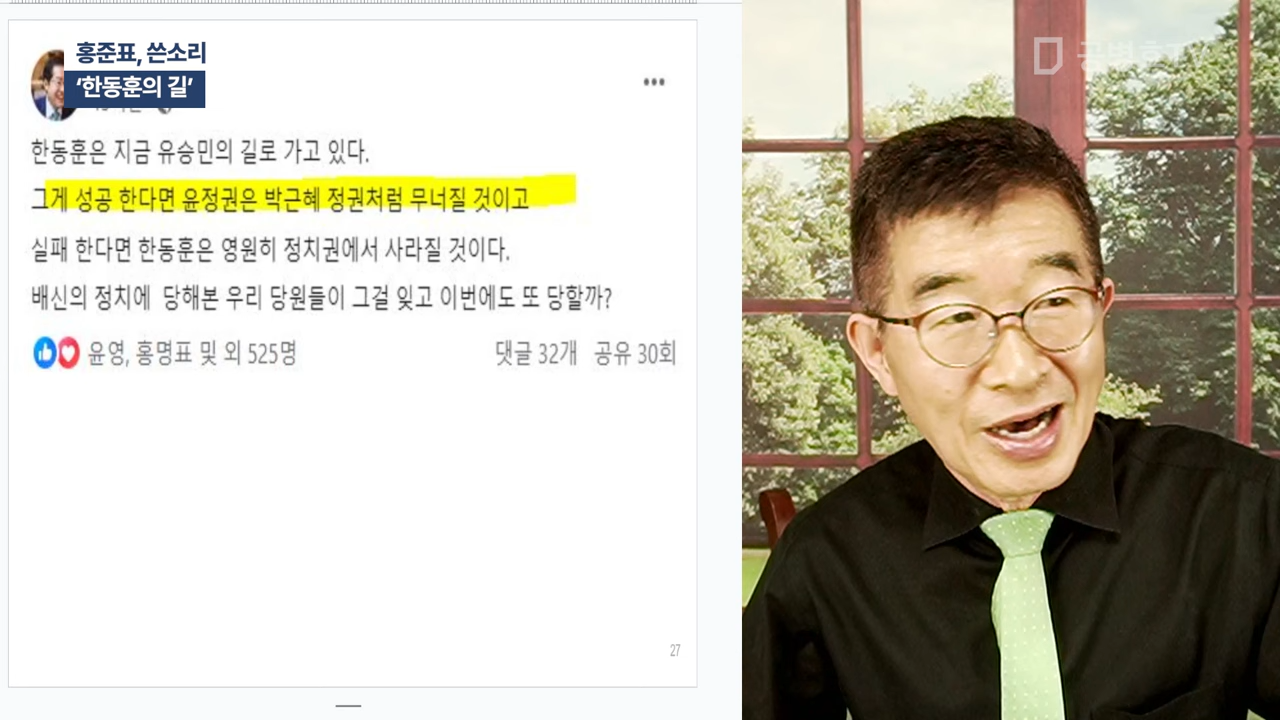 홍준표, 쓴소리
‘한동훈의 길’
한동훈은 지금 유승민의 길로 가고 있다.
그게 성공 한다면 윤정권은 박근혜 정권처럼 무너질 것이고
실패 한다면 한동훈은 영원히 정치권에서 사라질 것이다.
배신의 정치에 당해본 우리 당원들이 그걸 잊고 이번에도 또 당할까?
윤영, 홍명표 및 외 525명
댓글 32개 공유 30회
27